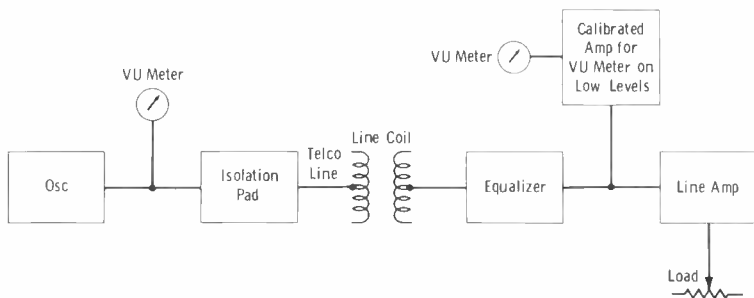 Calibrated
Amp for
VU Meter on
Low Levels
VU Meter
VU Meter
Osc
Isolation
Pad
Telco
Line
Line Coil
Equalizer
Line Amp
Load